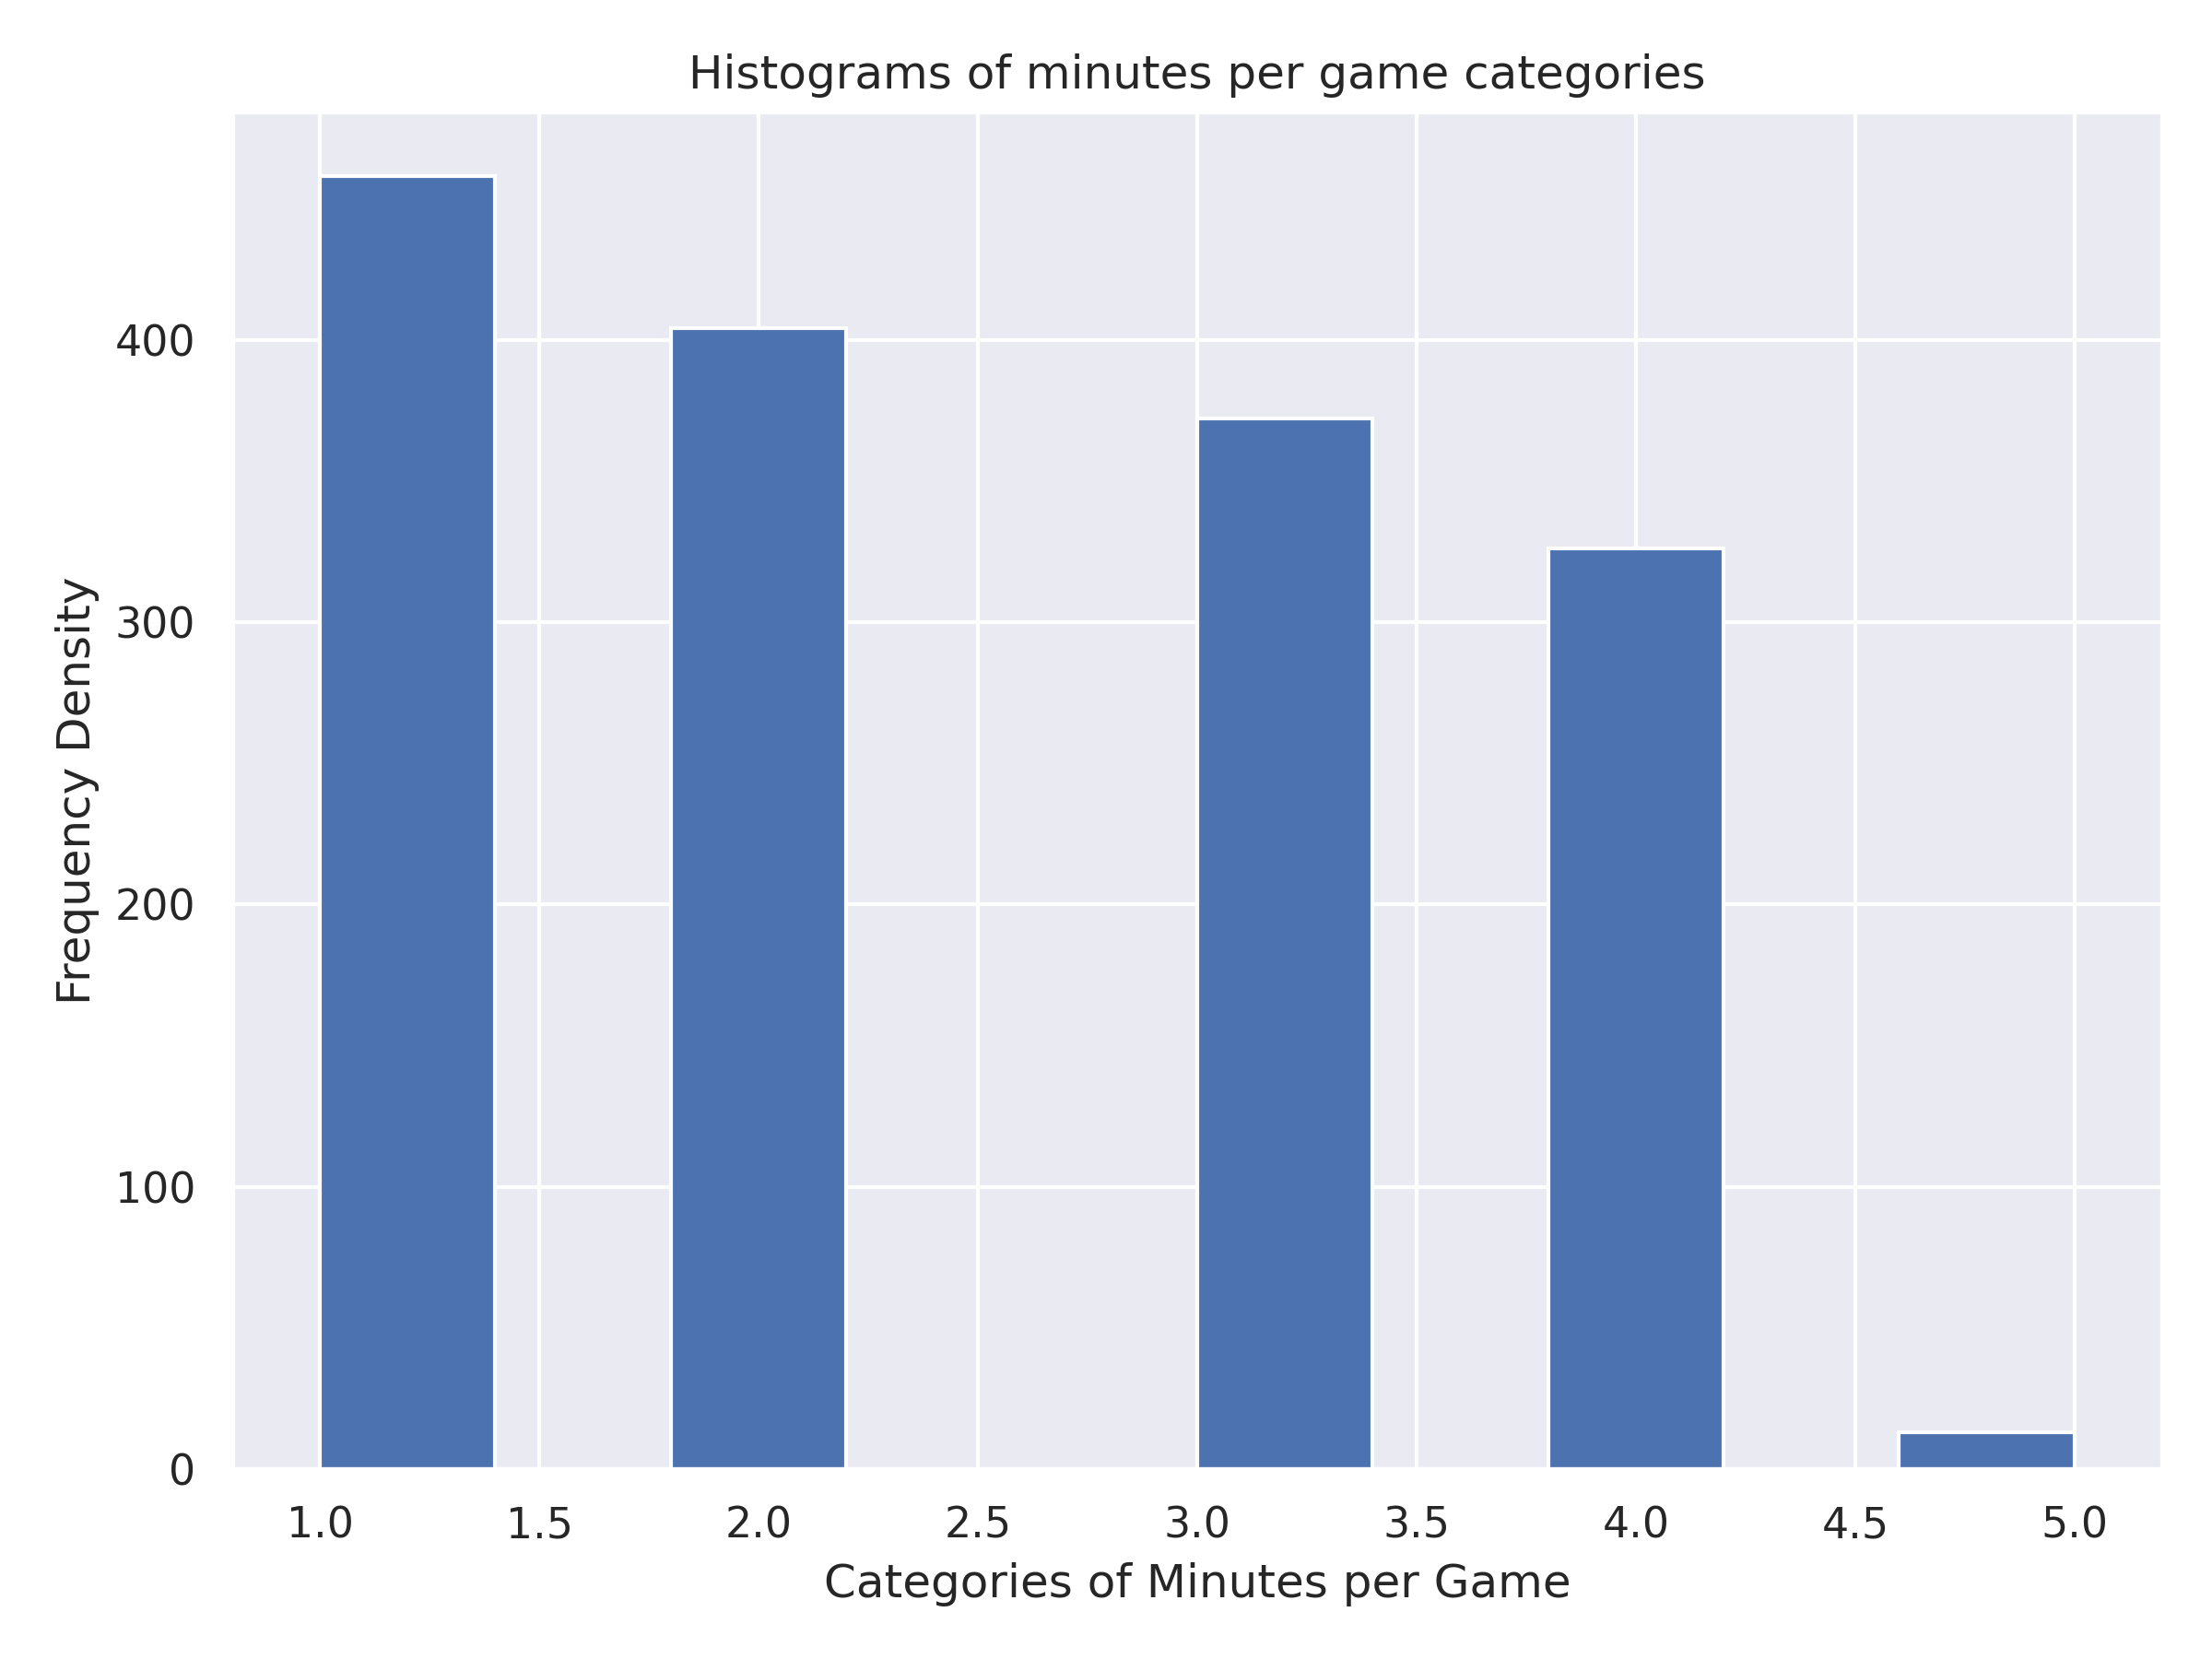 Histograms of minutes per game categories
Frequency Density
400
300
200
100
0
1.0 1.5 2.0 2.5 3.0 3.5 4.0 4.5 5.0
Categories of Minutes per Game